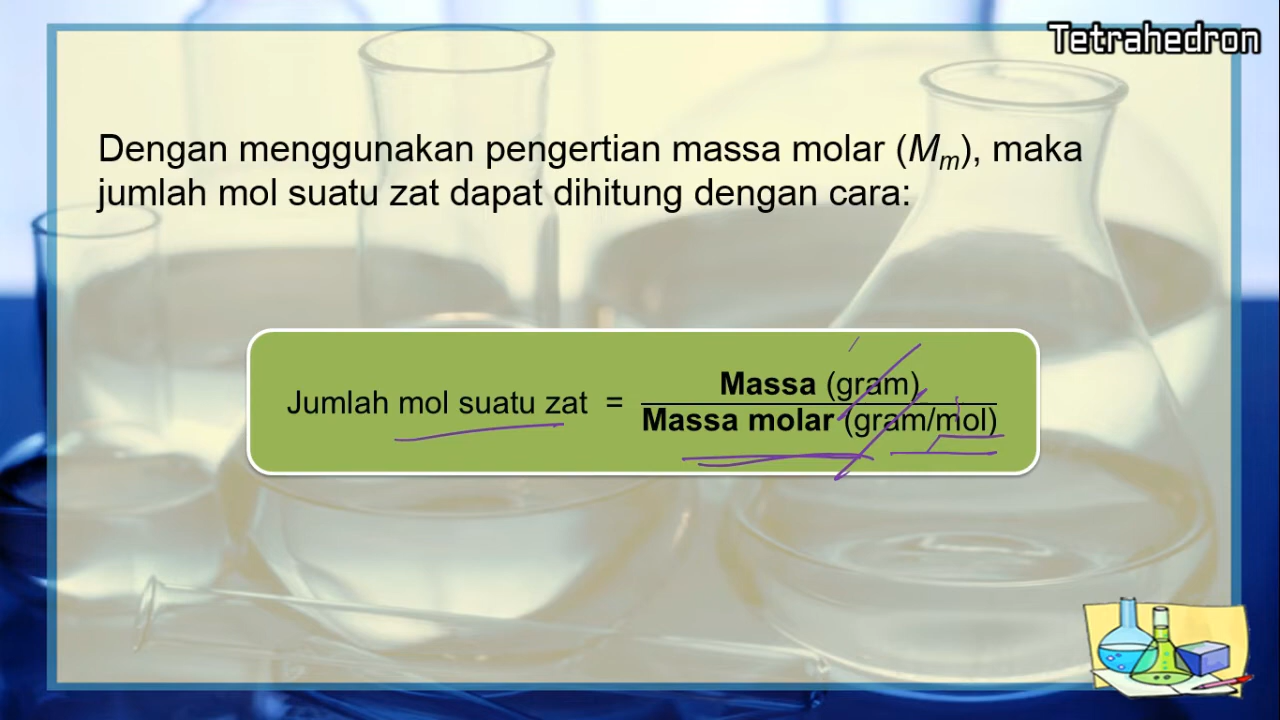 Tetrahedron
Dengan menggunakan pengertian massa molar (Mm), maka
jumlah mol suatu zat dapat dihitung dengan cara:
Massa (gram)
Jumlah mol suatu zat =
Massa molar (gram/mol)